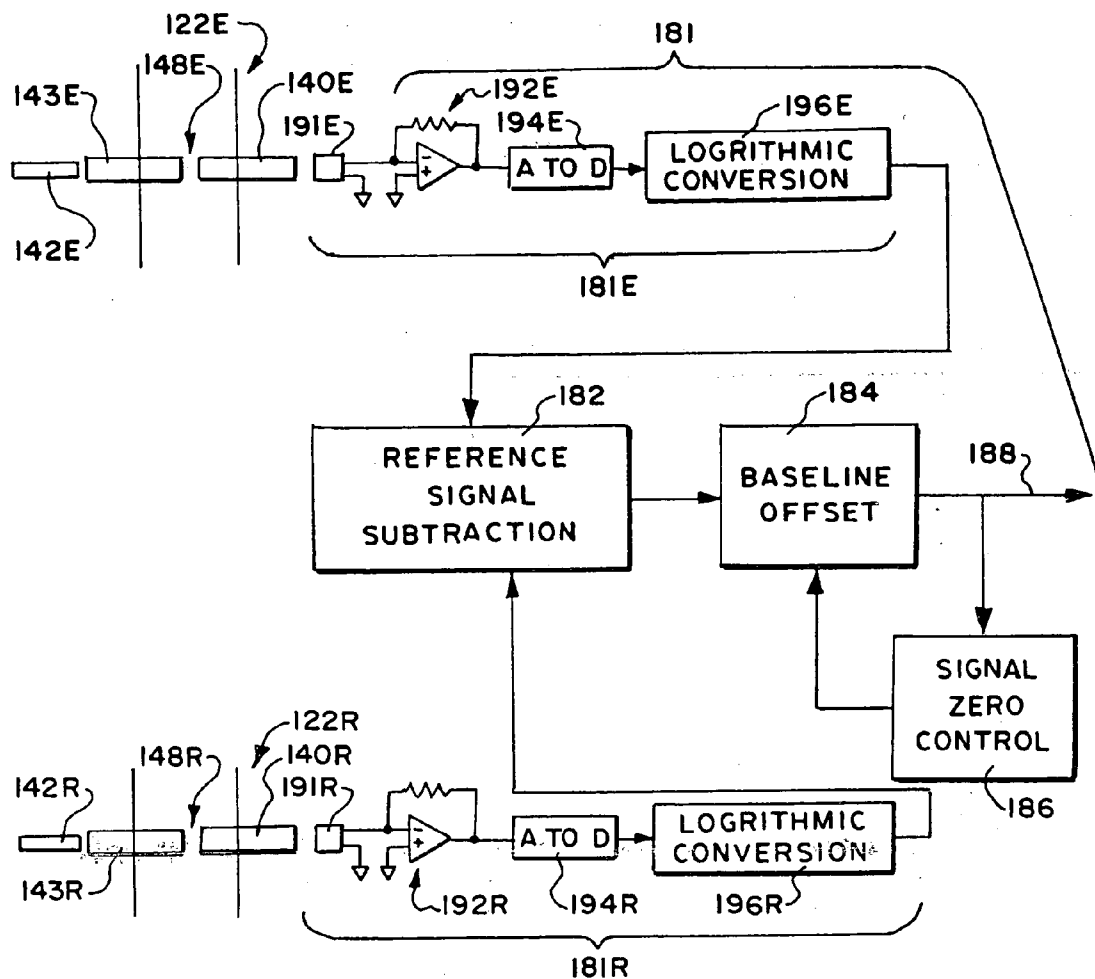 122E
181
148E
143E
140E
192E
191E
194E
196E
A TO D
LOGRITHMIC
CONVERSION
142E
181E
182
184
REFERENCE
SIGNAL
SUBTRACTION
BASELINE
OFFSET
188
SIGNAL
ZERO
CONTROL
186
122R
148R
140R
142R
191R
A TO D
LOGRITHMIC
CONVERSION
143R
192R
194R
196R
181R